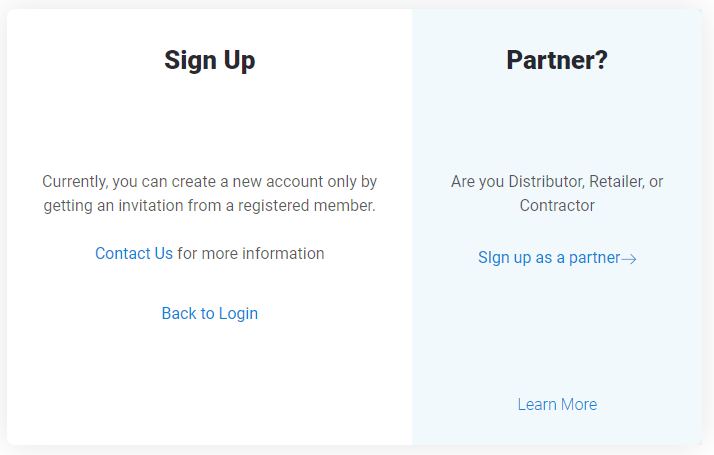 Sign Up
Currently, you can create a new account only by
getting an invitation from a registered member.
Contact Us for more information
Back to Login
Partner?
Are you Distributor, Retailer, or
Contractor
SIgn up as a partner→
Learn More